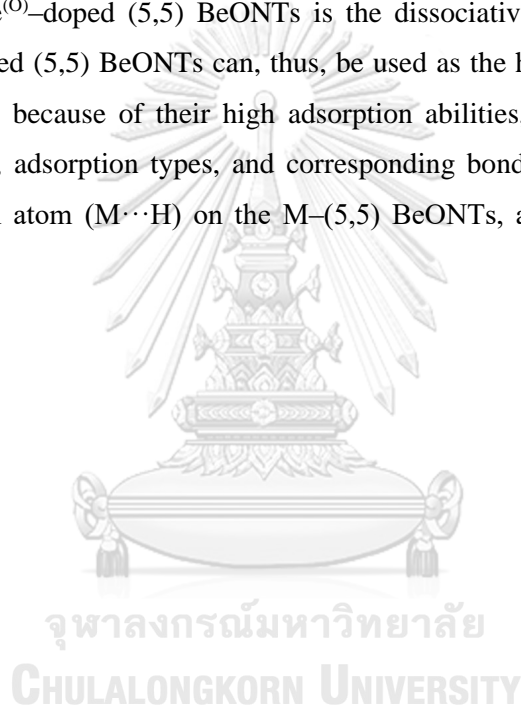 e⁽ᴼ⁾–doped (5,5) BeONTs is the dissociative
ed (5,5) BeONTs can, thus, be used as the h
because of their high adsorption abilities.
, adsorption types, and corresponding bond
atom (M···H) on the M–(5,5) BeONTs, a
จุฬาลงกรณ์มหาวิทยาลัย
CHULALONGKORN UNIVERSITY